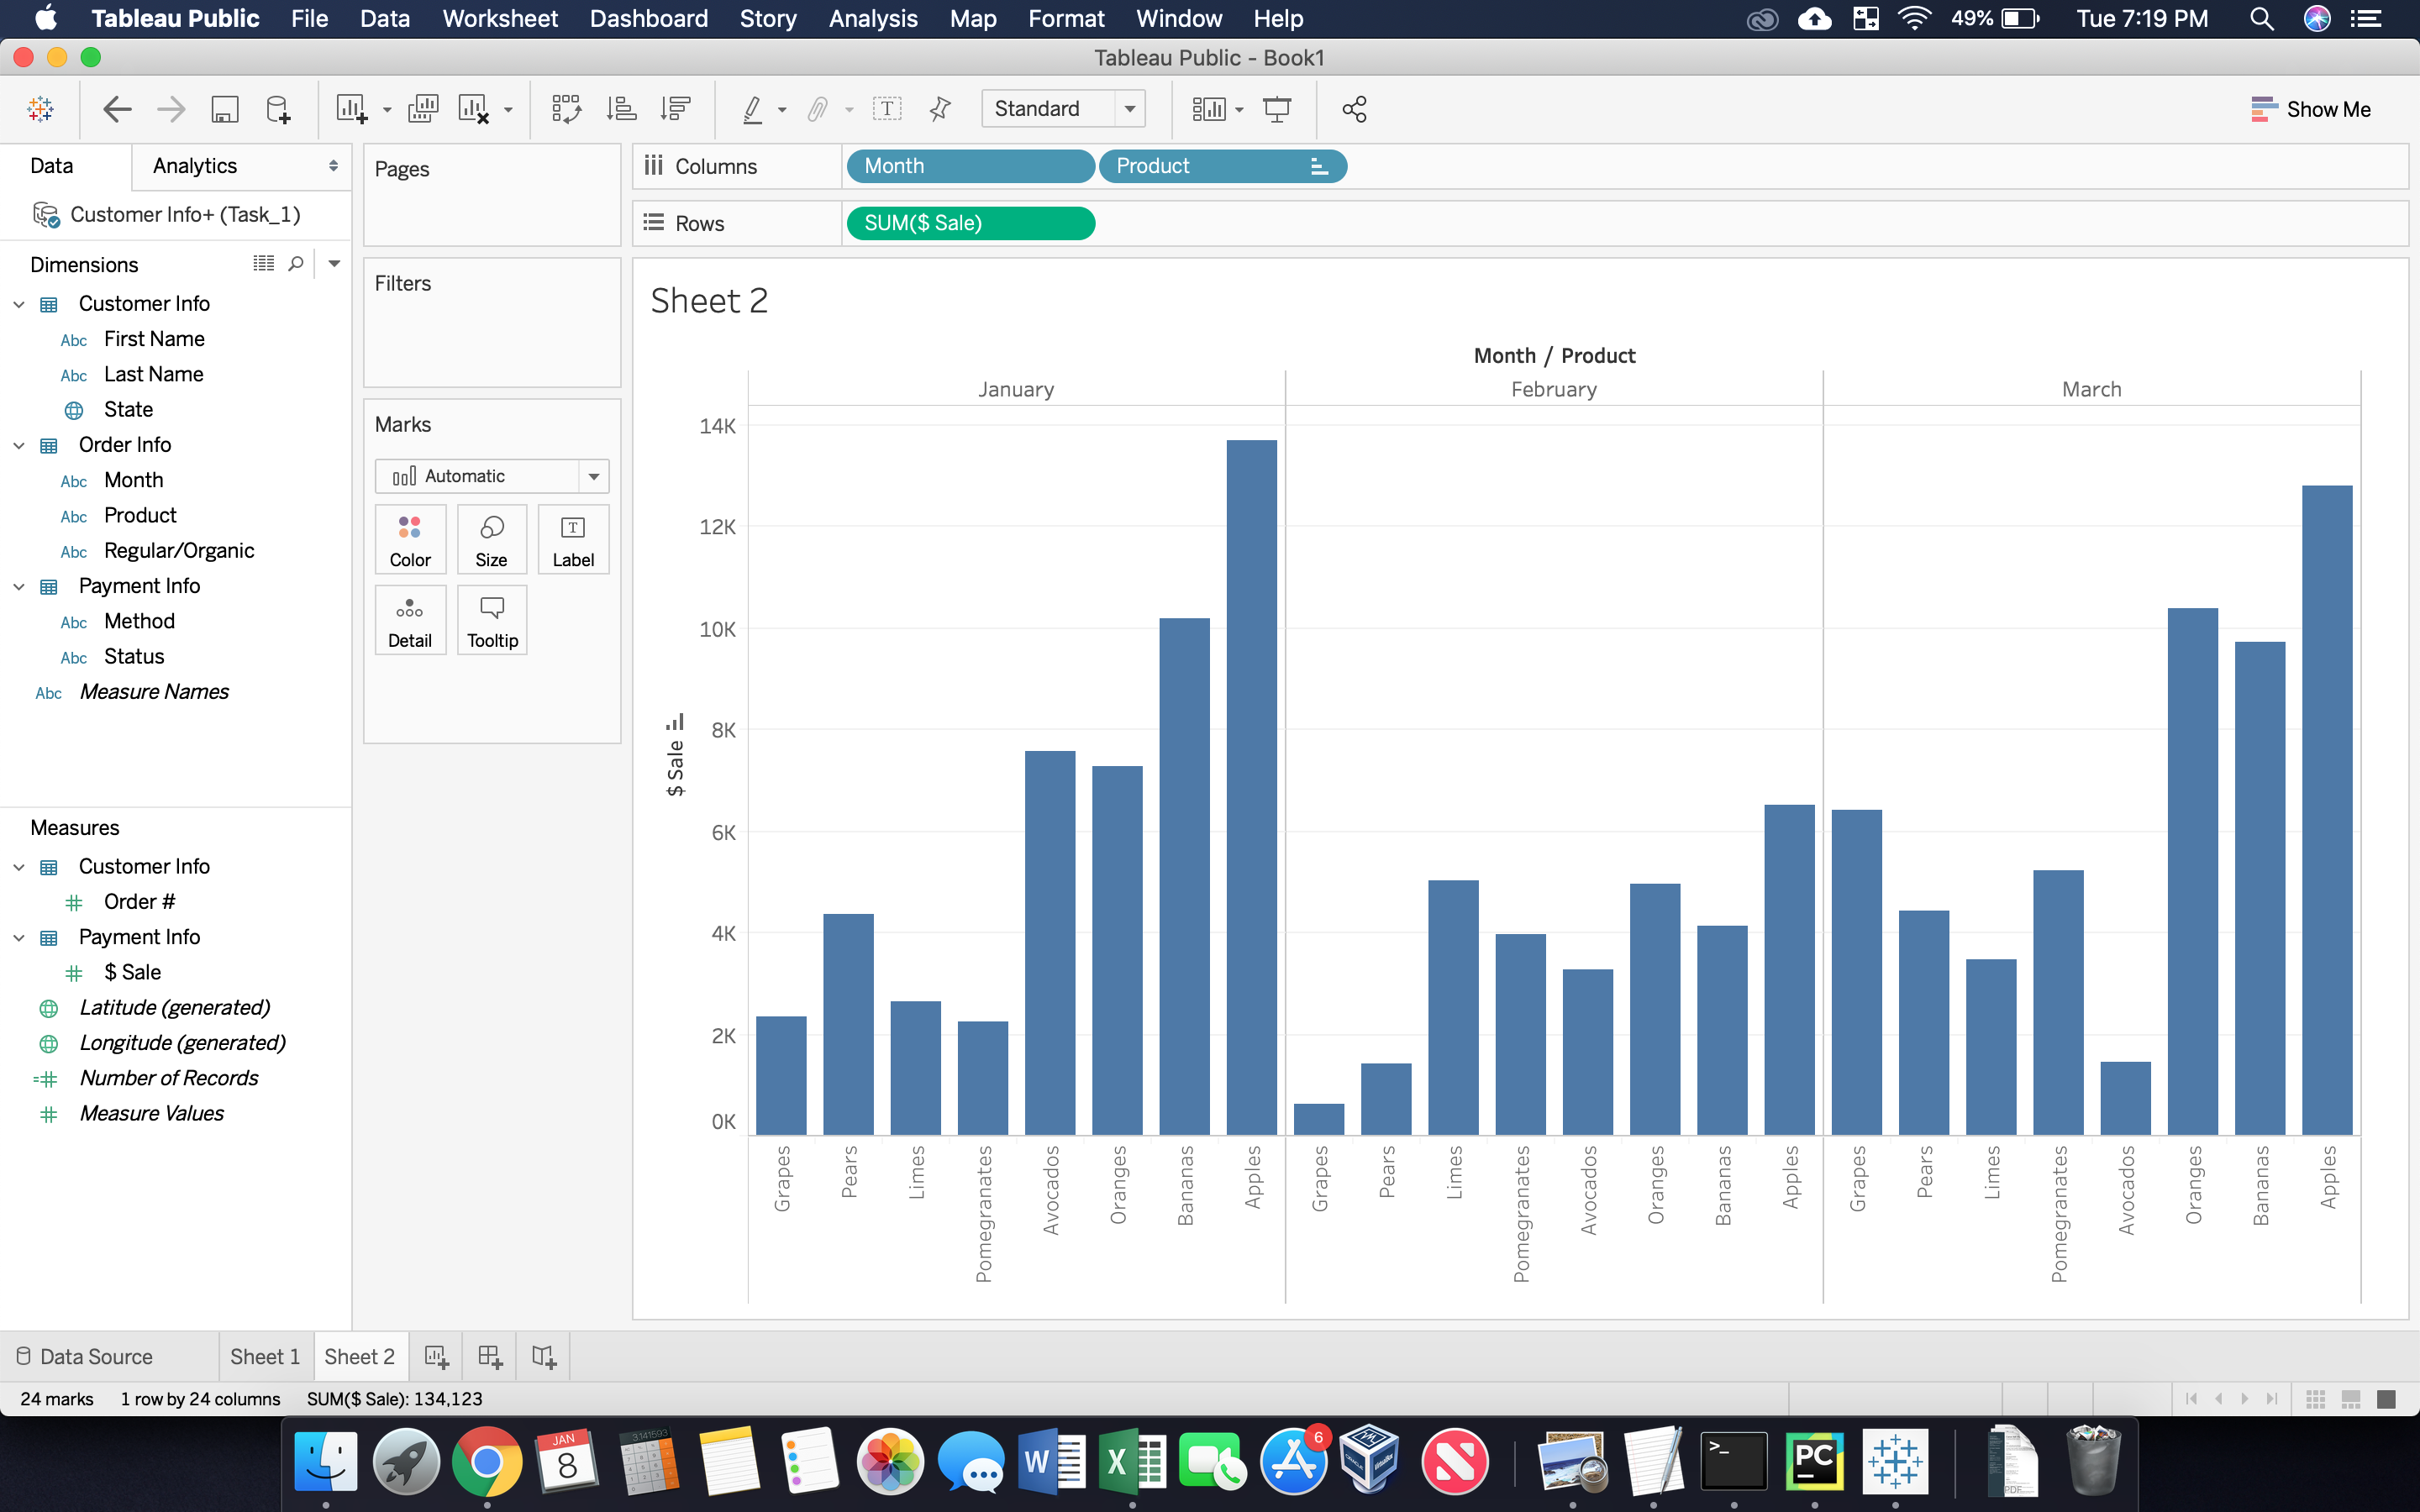 Tableau Public File Data Worksheet Dashboard Story Analysis Map Format Window Help 49% Tue 7:19 PM
Tableau Public - Book1
Standard
Show Me
Data Analytics
Customer Info+ (Task_1)
Dimensions
Customer Info
Abc First Name
Abc Last Name
State
Order Info
Abc Month
Abc Product
Abc Regular/Organic
Payment Info
Abc Method
Abc Status
Abc Measure Names
Measures
Customer Info
# Order #
Payment Info
# $ Sale
Latitude (generated)
Longitude (generated)
=# Number of Records
# Measure Values
Pages
Filters
Marks
Automatic
Color Size Label
Detail Tooltip
Columns Month Product
Rows SUM($ Sale)
Sheet 2
Month / Product
January February March
14K
12K
10K
8K
6K
4K
2K
0K
$ Sale
Grapes Pears Limes Pomegranates Avocados Oranges Bananas Apples Grapes Pears Limes Pomegranates Avocados Oranges Bananas Apples Grapes Pears Limes Pomegranates Avocados Oranges Bananas Apples
Data Source Sheet 1 Sheet 2
24 marks 1 row by 24 columns SUM($ Sale): 134,123
JAN
8
3.141593
W
X
6
>_
PC
PDF